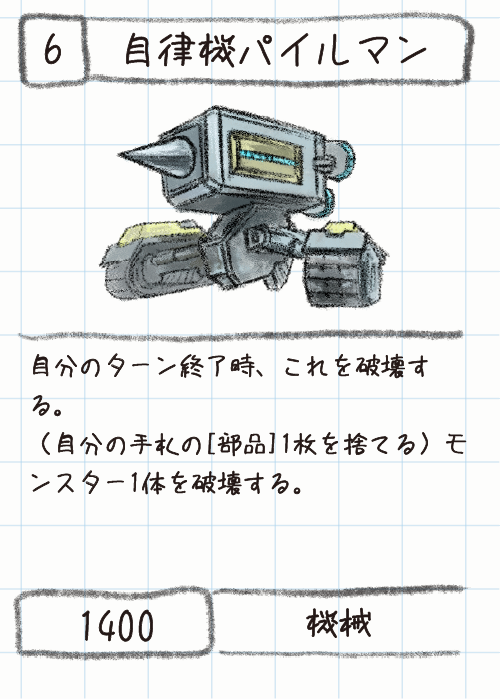 6
自律機パイルマン
自分のターン終了時、これを破壊す
る。
（自分の手札の[部品]1枚を捨てる）モ
ンスター1体を破壊する。
1400
機械